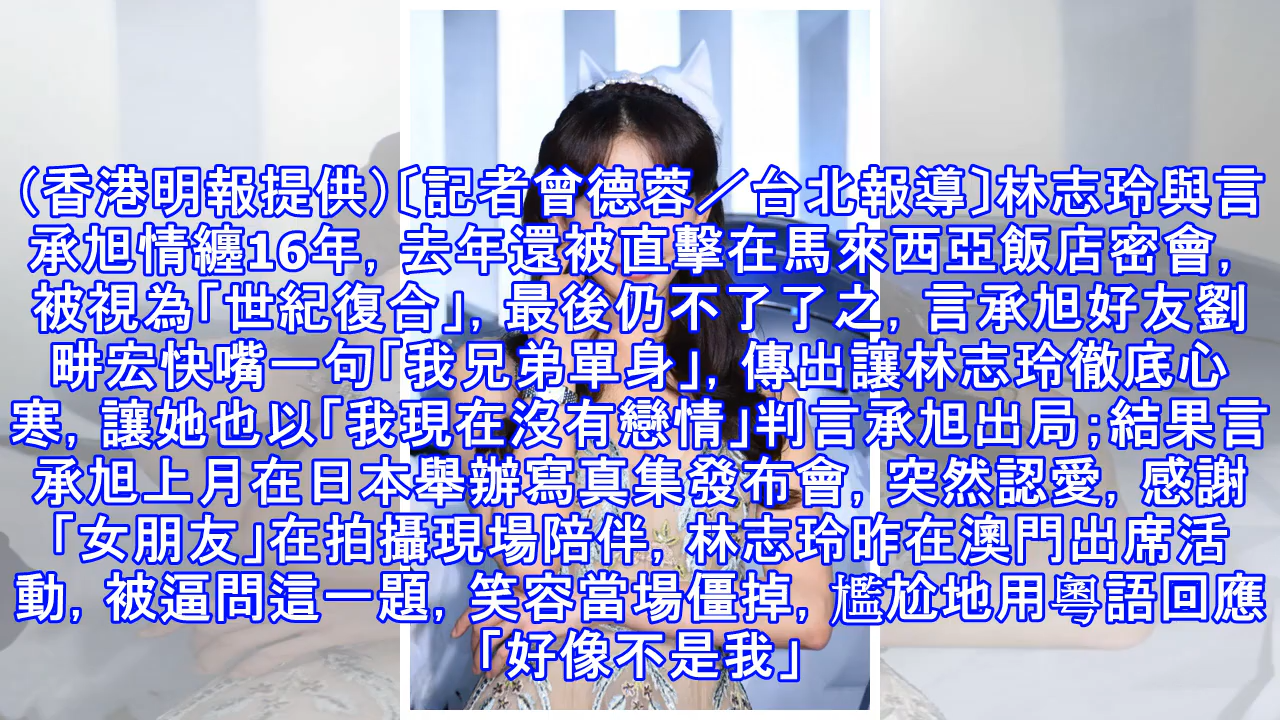 (香港明報提供)〔記者曾德蓉／台北報導〕林志玲與言
承旭情纏16年, 去年還被直擊在馬來西亞飯店密會,
被視為「世紀復合」, 最後仍不了了之, 言承旭好友劉
畊宏快嘴一句「我兄弟單身」, 傳出讓林志玲徹底心
寒, 讓她也以「我現在沒有戀情」判言承旭出局;結果言
承旭上月在日本舉辦寫真集發布會, 突然認愛, 感謝
「女朋友」在拍攝現場陪伴, 林志玲昨在澳門出席活
動, 被逼問這一題, 笑容當場僵掉, 尷尬地用粵語回應
「好像不是我」